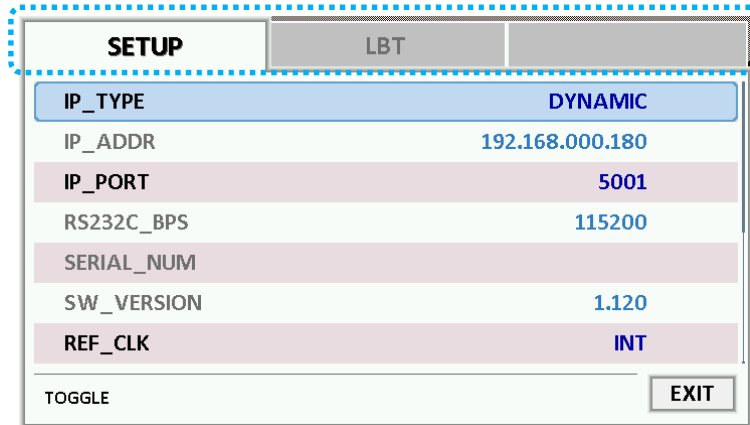 SETUP LBT
IP_TYPE DYNAMIC
IP_ADDR 192.168.000.180
IP_PORT 5001
RS232C_BPS 115200
SERIAL_NUM
SW_VERSION 1.120
REF_CLK INT
TOGGLE EXIT